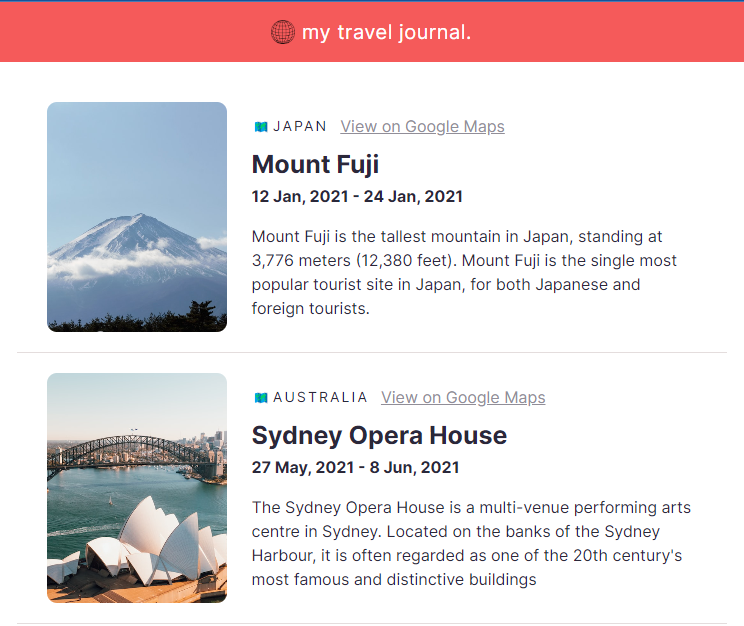 my travel journal.
JAPAN View on Google Maps
Mount Fuji
12 Jan, 2021 - 24 Jan, 2021
Mount Fuji is the tallest mountain in Japan, standing at
3,776 meters (12,380 feet). Mount Fuji is the single most
popular tourist site in Japan, for both Japanese and
foreign tourists.
AUSTRALIA View on Google Maps
Sydney Opera House
27 May, 2021 - 8 Jun, 2021
The Sydney Opera House is a multi-venue performing arts
centre in Sydney. Located on the banks of the Sydney
Harbour, it is often regarded as one of the 20th century's
most famous and distinctive buildings